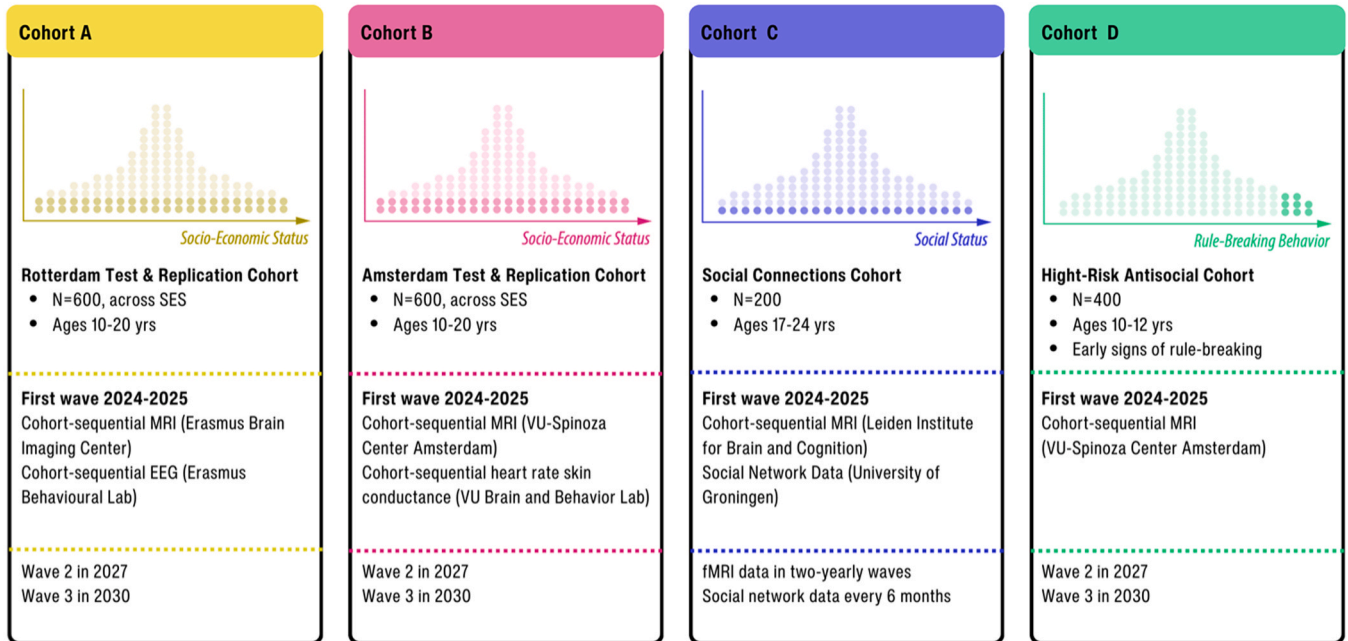 Cohort A
Socio-Economic Status
Rotterdam Test & Replication Cohort
• N=600, across SES
• Ages 10-20 yrs
First wave 2024-2025
Cohort-sequential MRI (Erasmus Brain
Imaging Center)
Cohort-sequential EEG (Erasmus
Behavioural Lab)
Wave 2 in 2027
Wave 3 in 2030
Cohort B
Socio-Economic Status
Amsterdam Test & Replication Cohort
• N=600, across SES
• Ages 10-20 yrs
First wave 2024-2025
Cohort-sequential MRI (VU-Spinoza
Center Amsterdam)
Cohort-sequential heart rate skin
conductance (VU Brain and Behavior Lab)
Wave 2 in 2027
Wave 3 in 2030
Cohort C
Social Status
Social Connections Cohort
• N=200
• Ages 17-24 yrs
First wave 2024-2025
Cohort-sequential MRI (Leiden Institute
for Brain and Cognition)
Social Network Data (University of
Groningen)
fMRI data in two-yearly waves
Social network data every 6 months
Cohort D
Rule-Breaking Behavior
Hight-Risk Antisocial Cohort
• N=400
• Ages 10-12 yrs
• Early signs of rule-breaking
First wave 2024-2025
Cohort-sequential MRI
(VU-Spinoza Center Amsterdam)
Wave 2 in 2027
Wave 3 in 2030